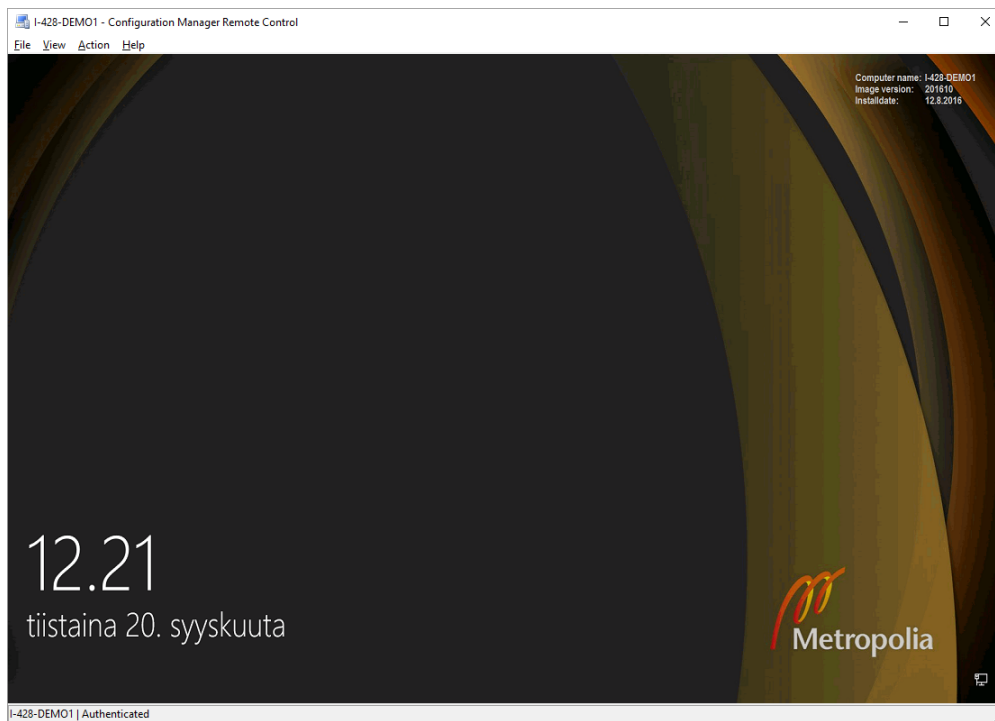 I-428-DEMO1 - Configuration Manager Remote Control
File View Action Help
Computer name: I-428-DEMO1
Image version: 201610
Installdate: 12.8.2016
12.21
tiistaina 20. syyskuuta
Metropolia
I-428-DEMO1 | Authenticated